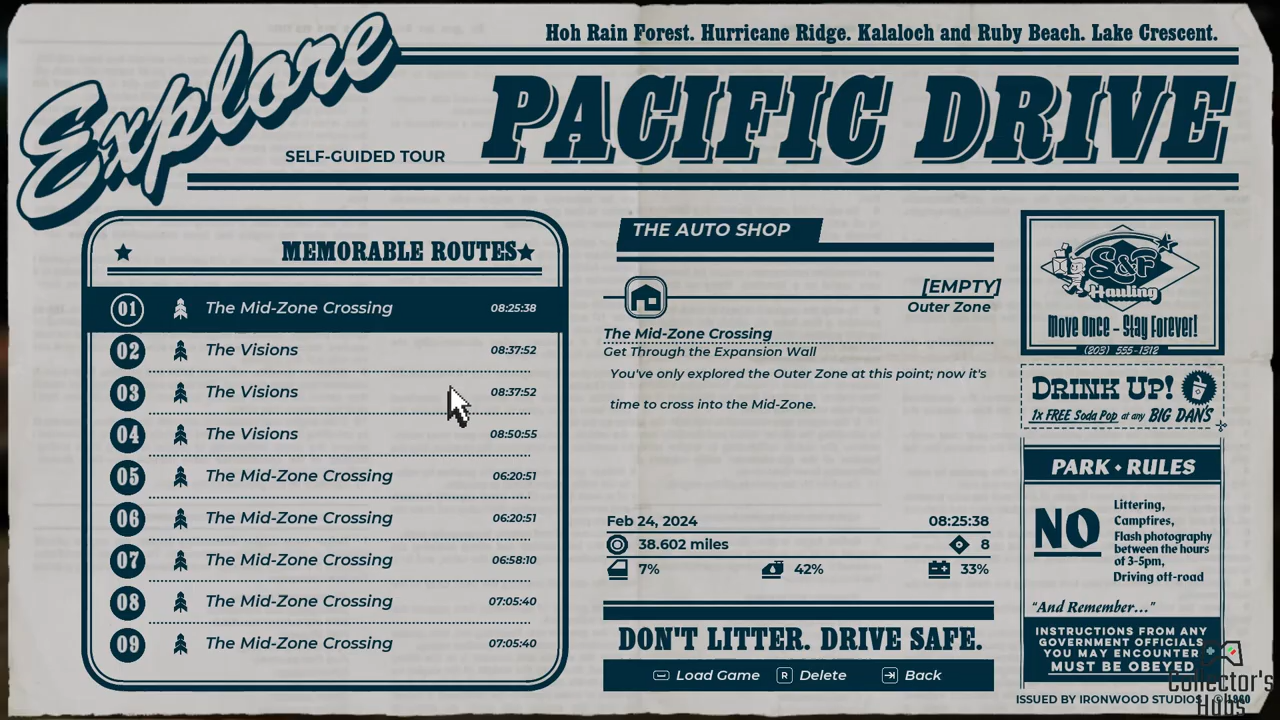 Hoh Rain Forest. Hurricane Ridge. Kalaloch and Ruby Beach. Lake Crescent.
Explore
PACIFIC DRIVE
SELF-GUIDED TOUR
MEMORABLE ROUTES
01 The Mid-Zone Crossing 08:25:38
02 The Visions 08:37:52
03 The Visions 08:37:52
04 The Visions 08:50:55
05 The Mid-Zone Crossing 06:20:51
06 The Mid-Zone Crossing 06:20:51
07 The Mid-Zone Crossing 06:58:10
08 The Mid-Zone Crossing 07:05:40
09 The Mid-Zone Crossing 07:05:40
THE AUTO SHOP
[EMPTY]
Outer Zone
The Mid-Zone Crossing
Get Through the Expansion Wall
You've only explored the Outer Zone at this point; now it's
time to cross into the Mid-Zone.
Feb 24, 2024 08:25:38
38.602 miles 8
7% 42% 33%
DON'T LITTER. DRIVE SAFE.
Load Game R Delete Back
S&F
Hauling
Move Once - Stay Forever!
(203) 555-1312
DRINK UP!
1x FREE Soda Pop at any BIG DAN'S
PARK • RULES
NO
Littering,
Campfires,
Flash photography
between the hours
of 3-5pm,
Driving off-road
"And Remember..."
INSTRUCTIONS FROM ANY
GOVERNMENT OFFICIALS
YOU MAY ENCOUNTER
MUST BE OBEYED
ISSUED BY IRONWOOD STUDIOS, © 1980
Collector's
Hubs